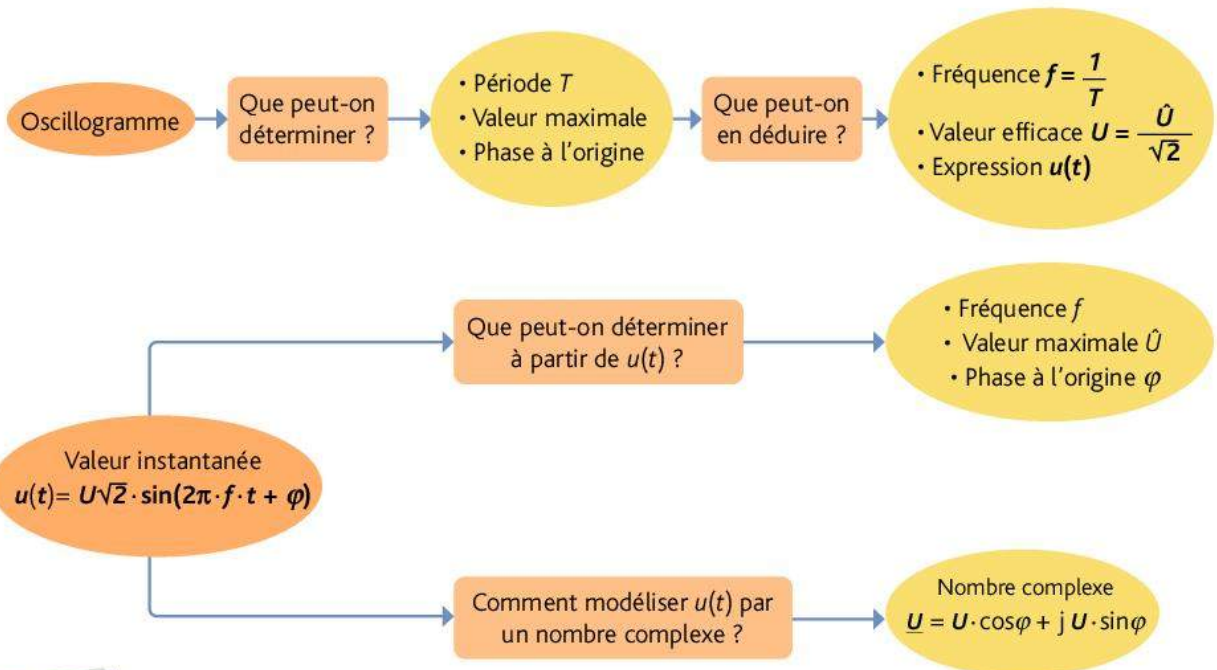 Oscillogramme
Que peut-on
déterminer ?
• Période T
• Valeur maximale
• Phase à l'origine
Que peut-on
en déduire ?
• Fréquence f = 1/T
• Valeur efficace U = Û/√2
• Expression u(t)
Valeur instantanée
u(t)= U√2 · sin(2π · f · t + φ)
Que peut-on déterminer
à partir de u(t) ?
• Fréquence f
• Valeur maximale Û
• Phase à l'origine φ
Comment modéliser u(t) par
un nombre complexe ?
Nombre complexe
U = U · cosφ + j U · sinφ